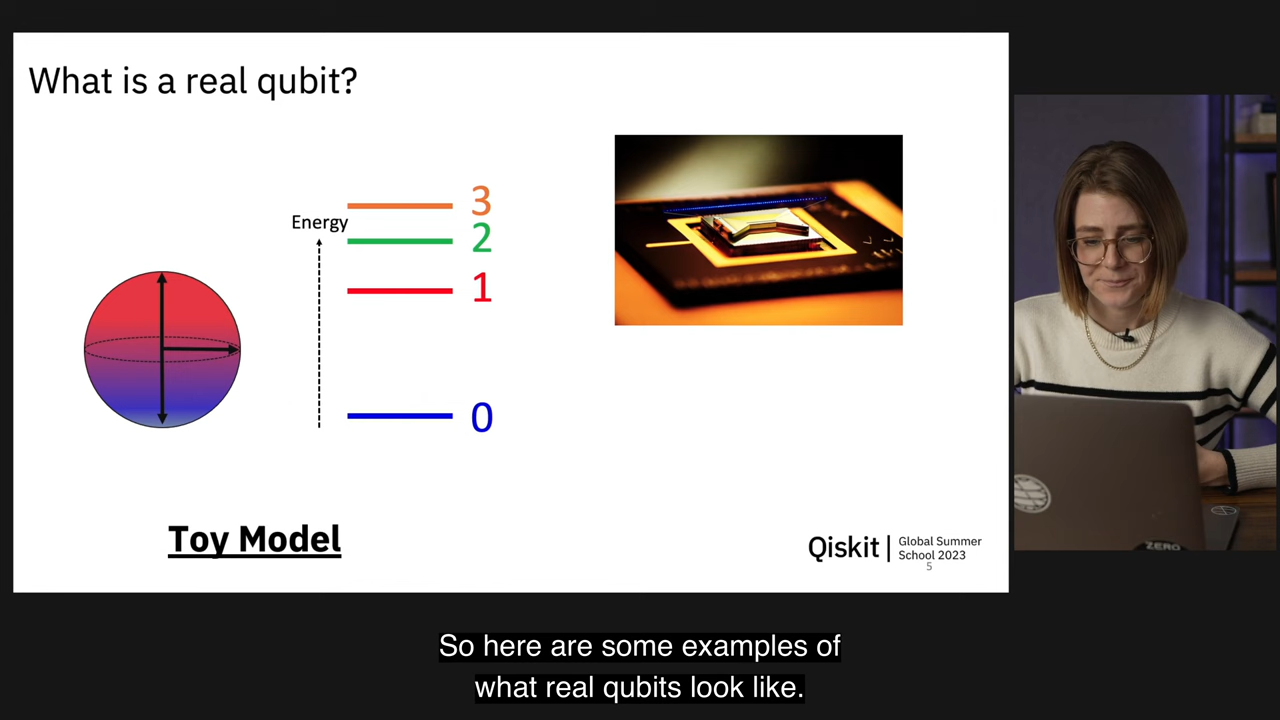 What is a real qubit?
3
Energy
2
1
0
Toy Model
Qiskit | Global Summer
School 2023
5
ZERO
So here are some examples of
what real qubits look like.